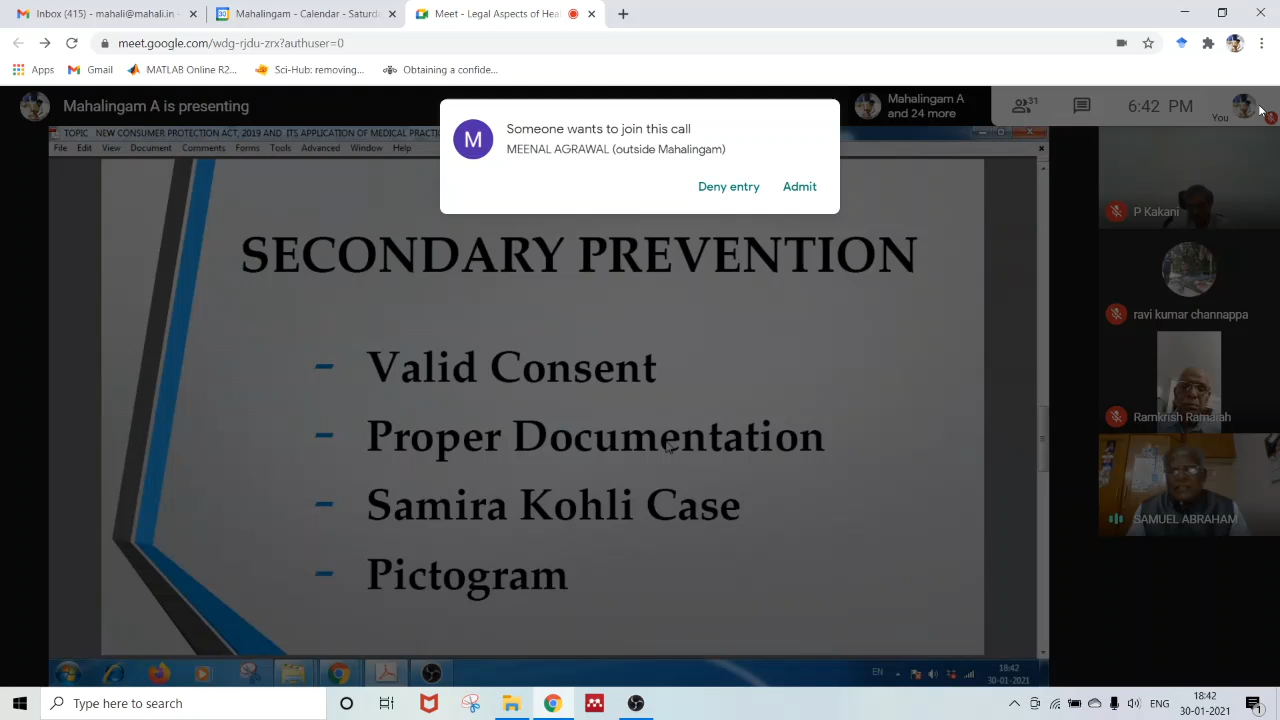 Inbox (415) - mahali@mahali.in
Mahalingam - Calendar - Saturd
Meet - Legal Aspects of Hea
meet.google.com/wdg-rjdu-zrx?authuser=0
Apps
Gmail
MATLAB Online R2...
Sci-Hub: removing...
Obtaining a confide...
Mahalingam A is presenting
Mahalingam A
and 24 more
31
6:42 PM
You
Someone wants to join this call
M
MEENAL AGRAWAL (outside Mahalingam)
Deny entry
Admit
TOPIC NEW CONSUMER PROTECTION ACT, 2019 AND ITS APPLICATION OF MEDICAL PRACT
File Edit View Document Comments Forms Tools Advanced Window Help
SECONDARY PREVENTION
- Valid Consent
- Proper Documentation
- Samira Kohli Case
- Pictogram
P Kakani
ravi kumar channappa
Ramkrish Ramaiah
SAMUEL ABRAHAM
EN
18:42
30-01-2021
Type here to search
ENG
18:42
30-01-2021
1